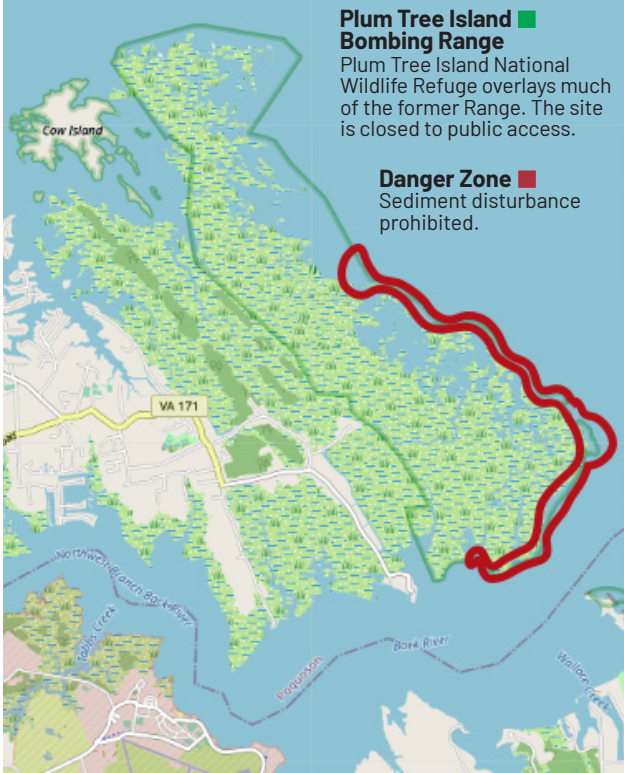 Plum Tree Island
Bombing Range
Plum Tree Island National
Wildlife Refuge overlays much
of the former Range. The site
is closed to public access.
Cow Island
Danger Zone
Sediment disturbance
prohibited.
VA 171
Northwest Branch Back River
Tabbs Creek
Back River
Poquoson
Wallace Creek